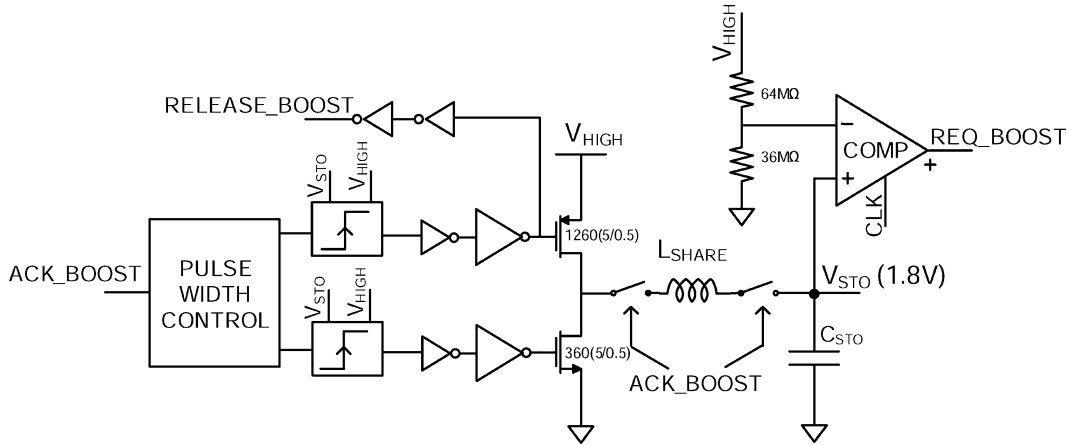 V_HIGH
64MΩ
RELEASE_BOOST
V_HIGH
−
COMP
REQ_BOOST
+
36MΩ
+
V_STO
V_HIGH
CLK
1260(5/0.5)
L_SHARE
ACK_BOOST
PULSE
WIDTH
CONTROL
V_STO (1.8V)
V_STO
V_HIGH
C_STO
360(5/0.5)
ACK_BOOST